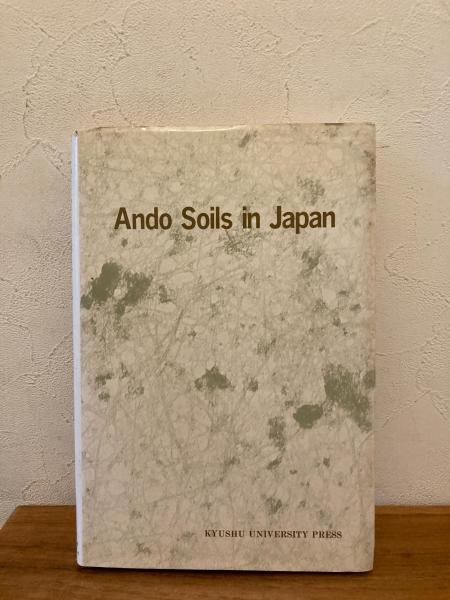 Ando Soils in Japan
KYUSHU UNIVERSITY PRESS